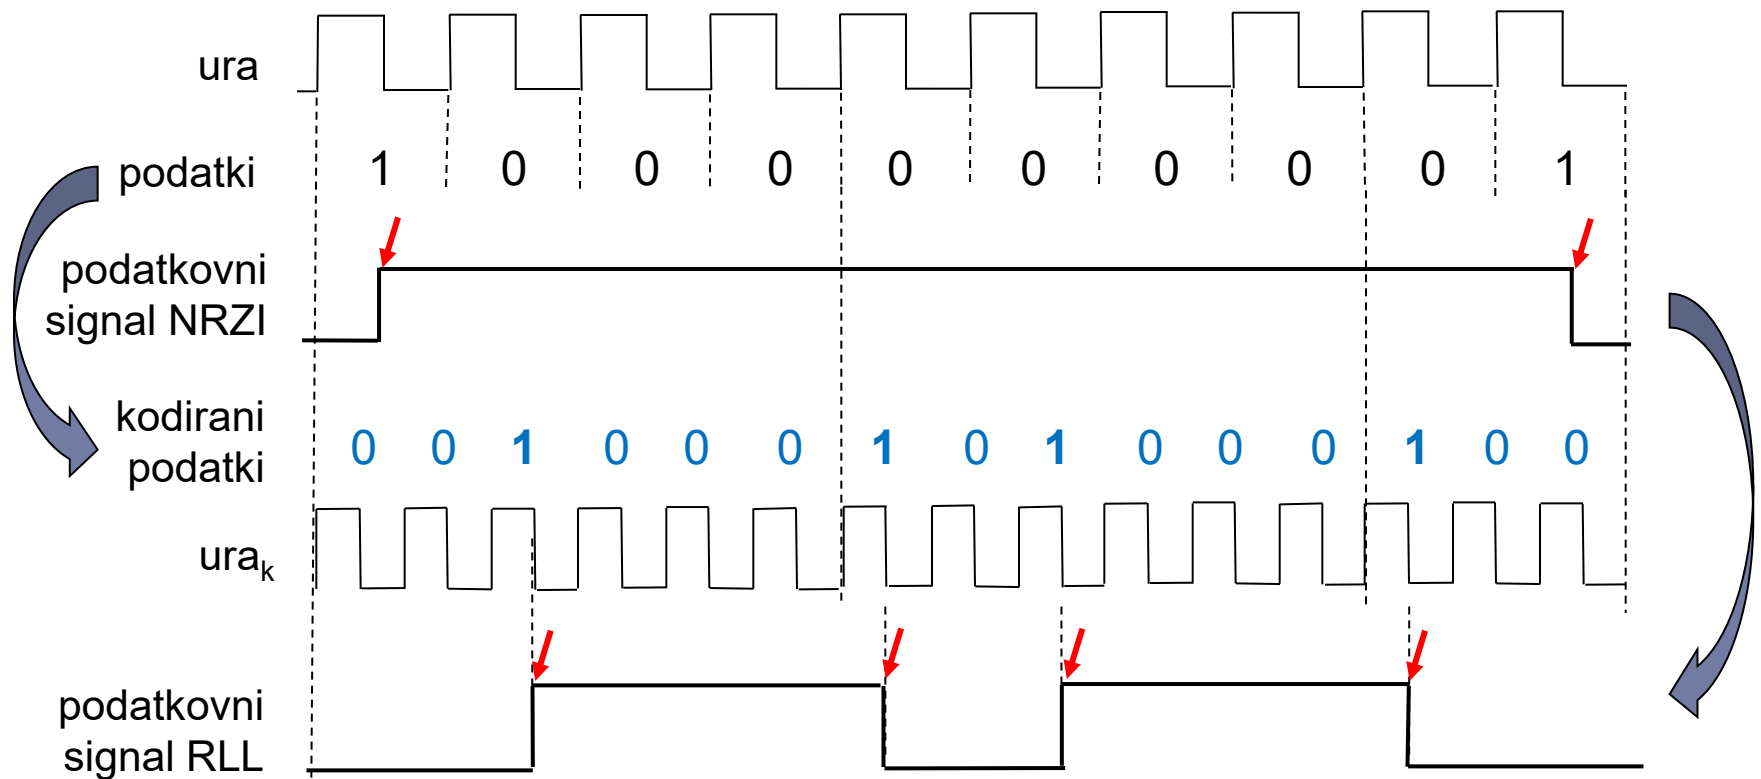 ura
podatki
1 0 0 0 0 0 0 0 0 1
podatkovni
signal NRZI
kodirani
podatki
0 0 1 0 0 0 1 0 1 0 0 0 1 0 0
uraₖ
podatkovni
signal RLL